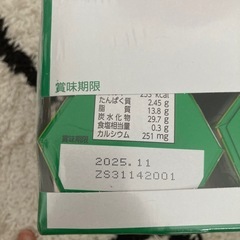 賞味期限
たんぱく質 2.45 g
脂質 13.8 g
炭水化物 29.7 g
食塩相当量 0.3 g
カルシウム 251 mg
2025.11
ZS31142001